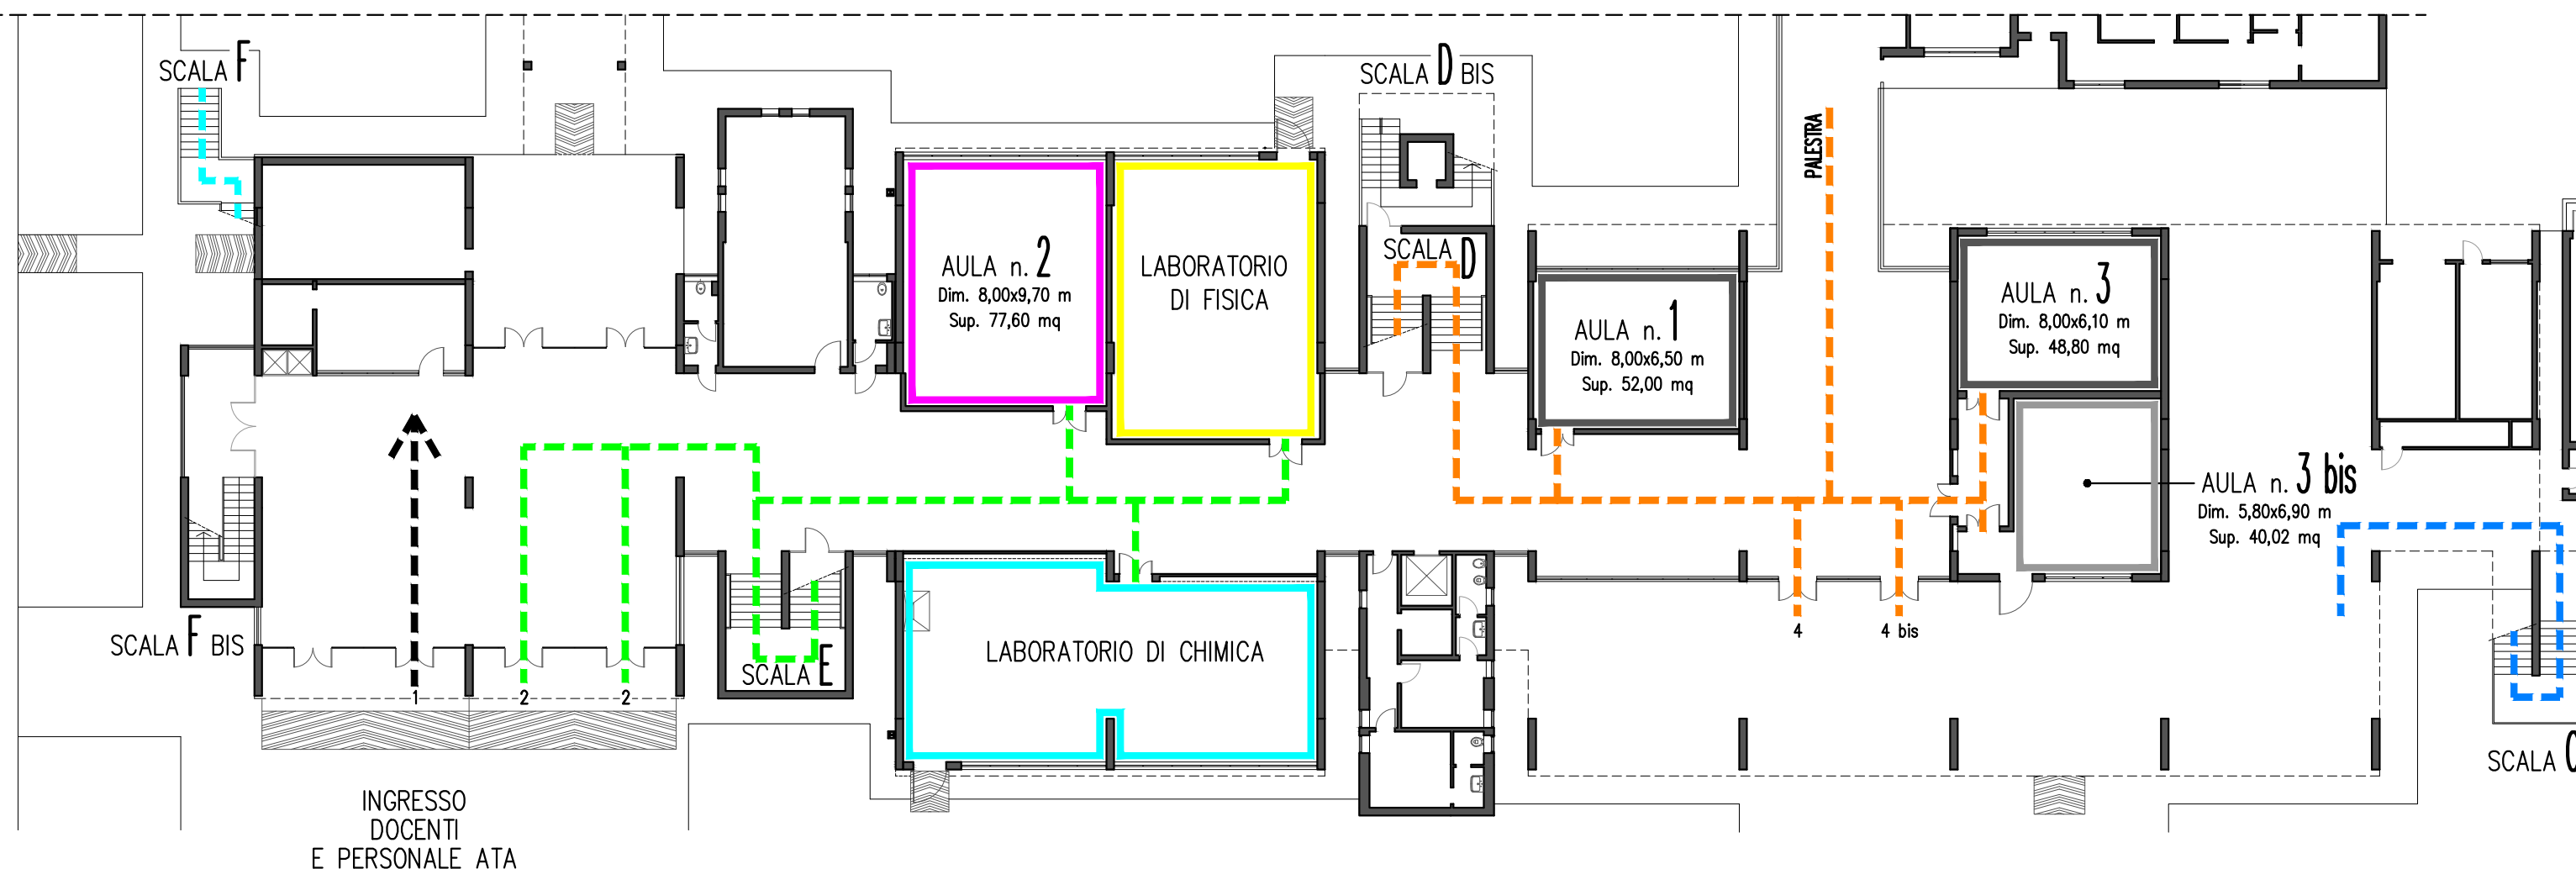 SCALA F
SCALA D BIS
PALESTRA
SCALA D
AULA n. 2
Dim. 8,00x9,70 m
Sup. 77,60 mq
LABORATORIO
DI FISICA
AULA n. 1
Dim. 8,00x6,50 m
Sup. 52,00 mq
AULA n. 3
Dim. 8,00x6,10 m
Sup. 48,80 mq
AULA n. 3 bis
Dim. 5,80x6,90 m
Sup. 40,02 mq
SCALA F BIS
SCALA E
LABORATORIO DI CHIMICA
4
4 bis
1
2
2
SCALA C
INGRESSO
DOCENTI
E PERSONALE ATA